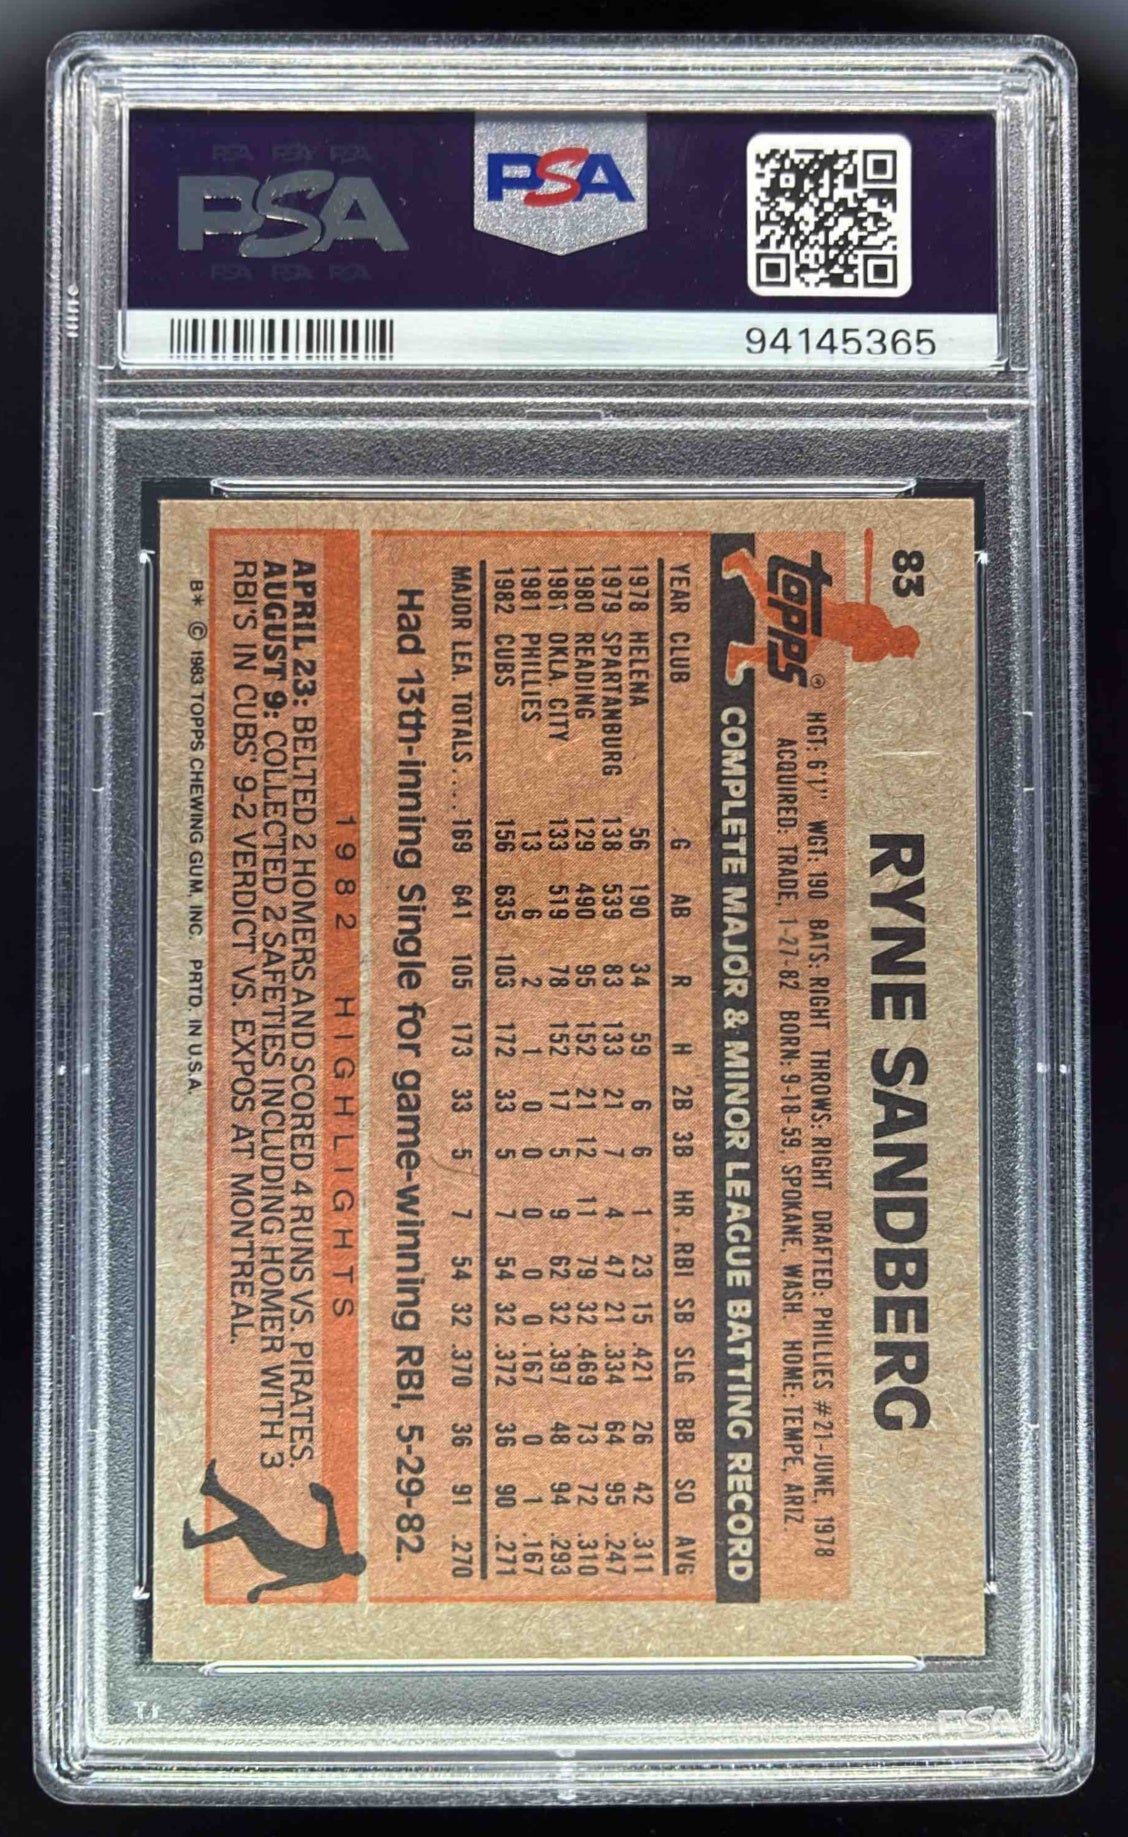 PSA PSA PSA
PSA
PSA PSA PSA
PSA
94145365
83
RYNE SANDBERG
TOPPS®
HGT: 6'1" WGT: 190 BATS: RIGHT THROWS: RIGHT DRAFTED: PHILLIES #21-JUNE, 1978
ACQUIRED: TRADE, 1-27-82 BORN: 9-18-59, SPOKANE, WASH. HOME: TEMPE, ARIZ.
COMPLETE MAJOR & MINOR LEAGUE BATTING RECORD
YEAR CLUB G AB R H 2B 3B HR. RBI SB SLG BB SO AVG
1978 HELENA 56 190 34 59 6 6 1 23 15 .421 26 42 .311
1979 SPARTANBURG 138 539 83 133 21 7 4 47 21 .334 64 95 .247
1980 READING 129 490 95 152 21 12 11 79 32 .469 73 72 .310
1981 OKLA. CITY 133 519 78 152 17 5 9 62 32 .397 48 94 .293
1981 PHILLIES 13 6 2 1 0 0 0 0 0 .167 0 1 .167
1982 CUBS 156 635 103 172 33 5 7 54 32 .372 36 90 .271
MAJOR LEA. TOTALS.... 169 641 105 173 33 5 7 54 32 .370 36 91 .270
Had 13th-inning Single for game-winning RBI, 5-29-82.
1982 HIGHLIGHTS
APRIL 23: BELTED 2 HOMERS AND SCORED 4 RUNS VS. PIRATES.
AUGUST 9: COLLECTED 2 SAFETIES INCLUDING HOMER WITH 3
RBI'S IN CUBS' 9-2 VERDICT VS. EXPOS AT MONTREAL.
B* © 1983 TOPPS CHEWING GUM, INC. PRTD. IN U.S.A.
PSA